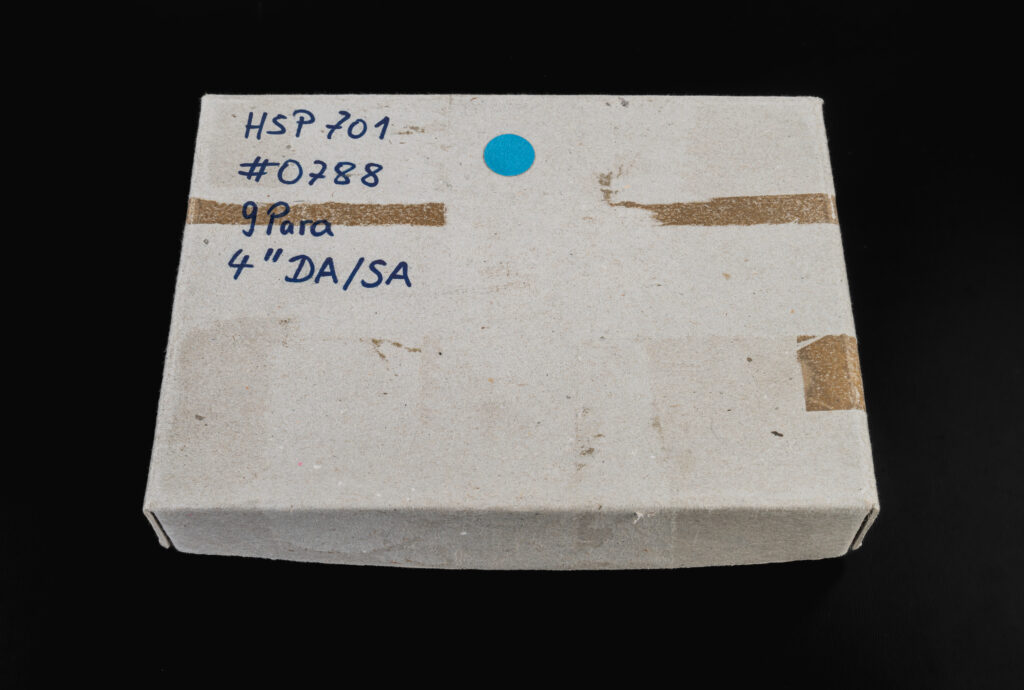 HSP 701
#0788
9 Para
4" DA/SA